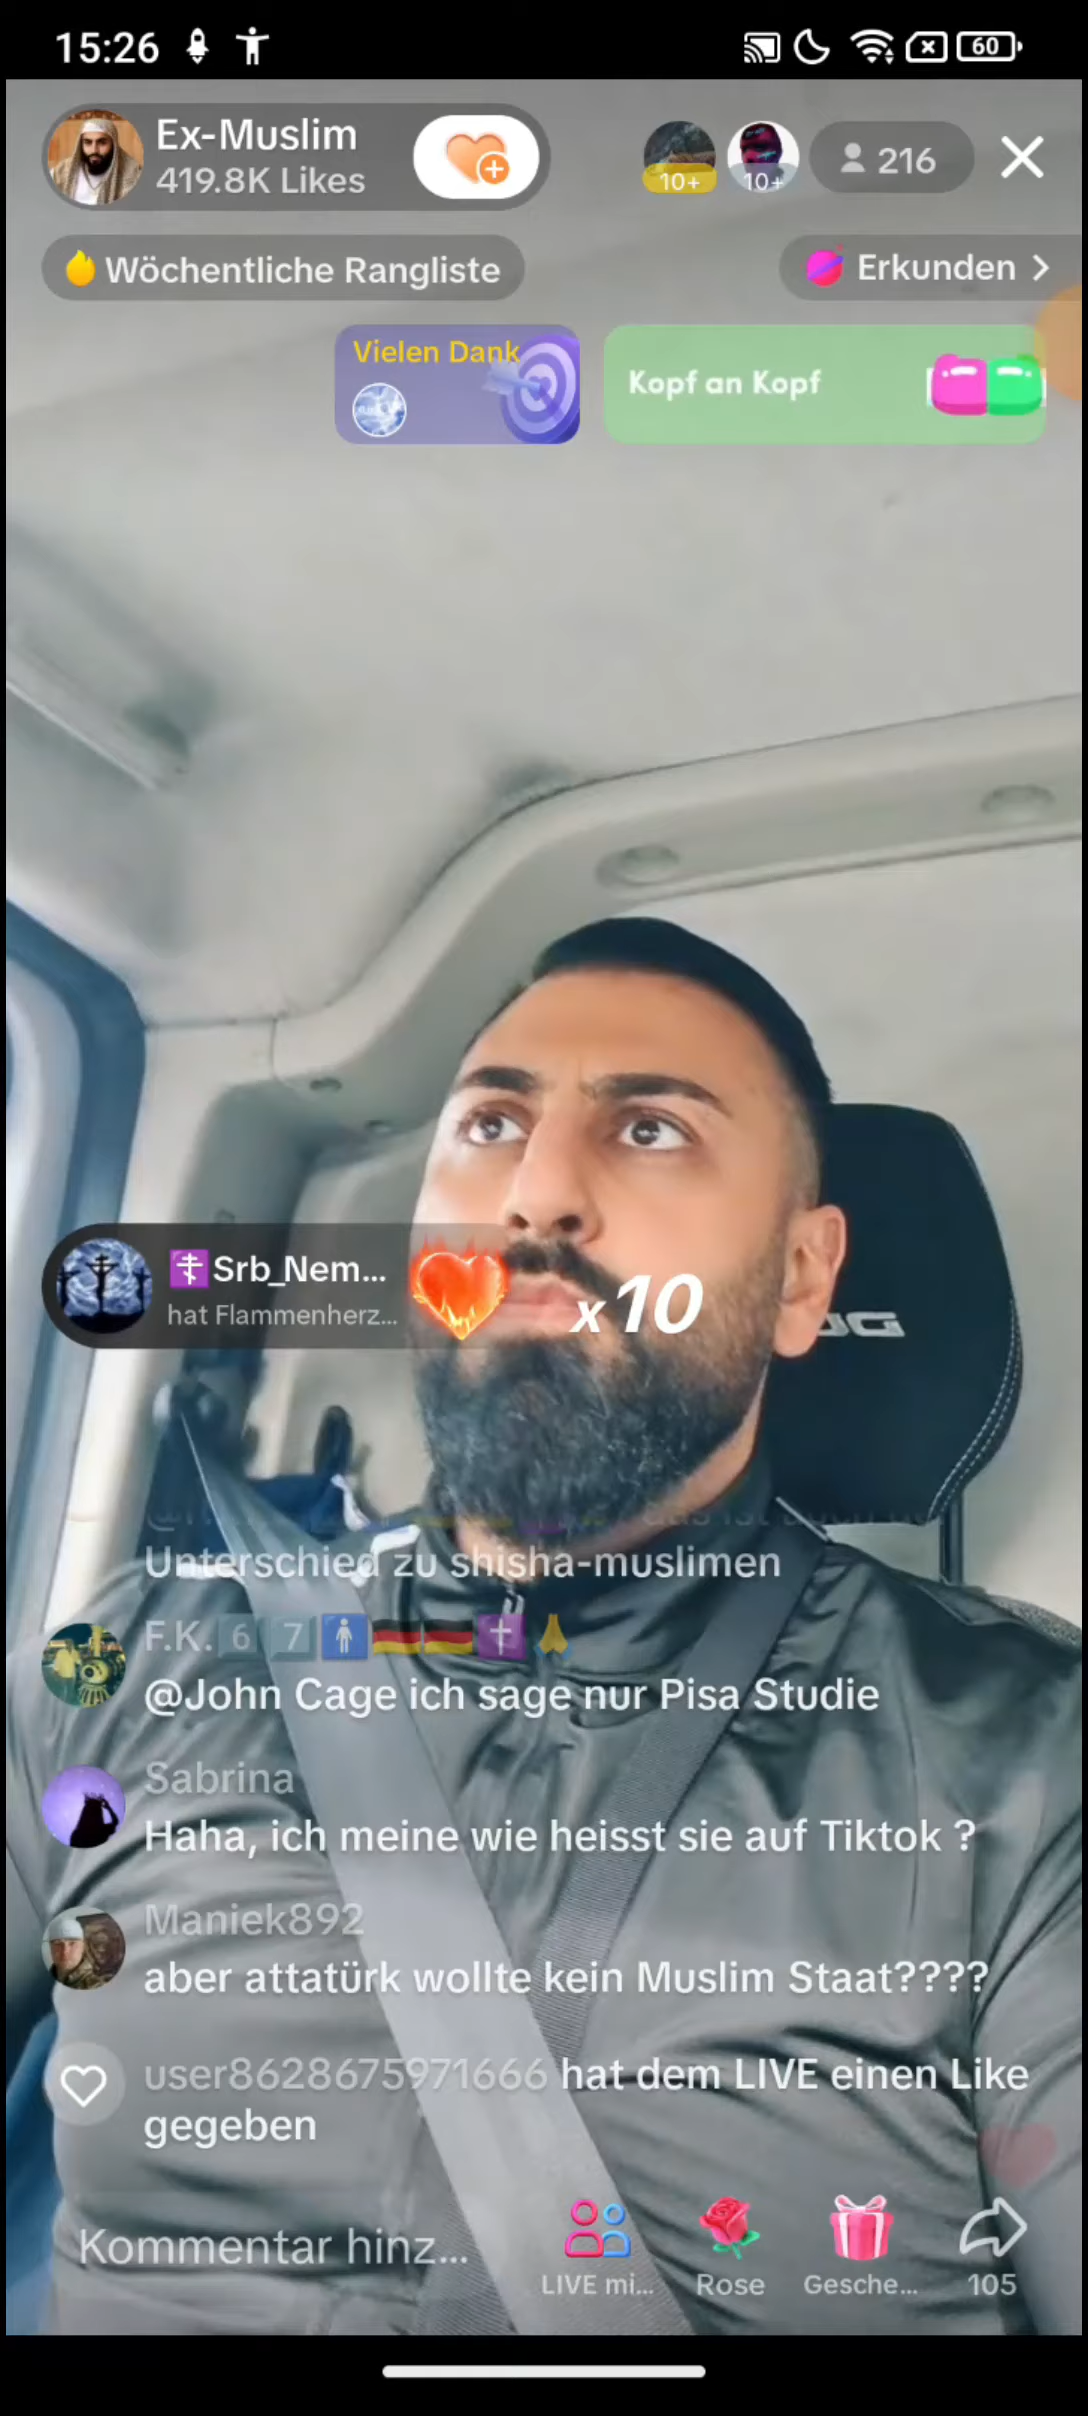 15:26
60
Ex-Muslim
419.8K Likes
10+
10+
216
Wöchentliche Rangliste
Erkunden
Vielen Dank
Kopf an Kopf
Srb_Nem...
hat Flammenherz...
x10
das ist auch
Unterschied zu shisha-muslimen
F.K. 6 7
@John Cage ich sage nur Pisa Studie
Sabrina
Haha, ich meine wie heisst sie auf Tiktok ?
Maniek892
aber attatürk wollte kein Muslim Staat????
user8628675971666 hat dem LIVE einen Like
gegeben
Kommentar hinz...
LIVE mi...
Rose
Gesche...
105